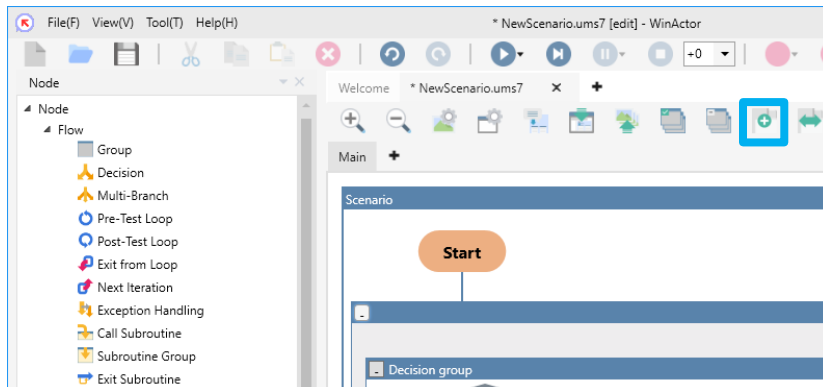 File(F) View(V) Tool(T) Help(H) * NewScenario.ums7 [edit] - WinActor
+0
Node
Welcome * NewScenario.ums7
Node
Flow
Group
Main
Decision
Multi-Branch
Scenario
Pre-Test Loop
Post-Test Loop
Start
Exit from Loop
Next Iteration
Exception Handling
Call Subroutine
Subroutine Group
Decision group
Exit Subroutine